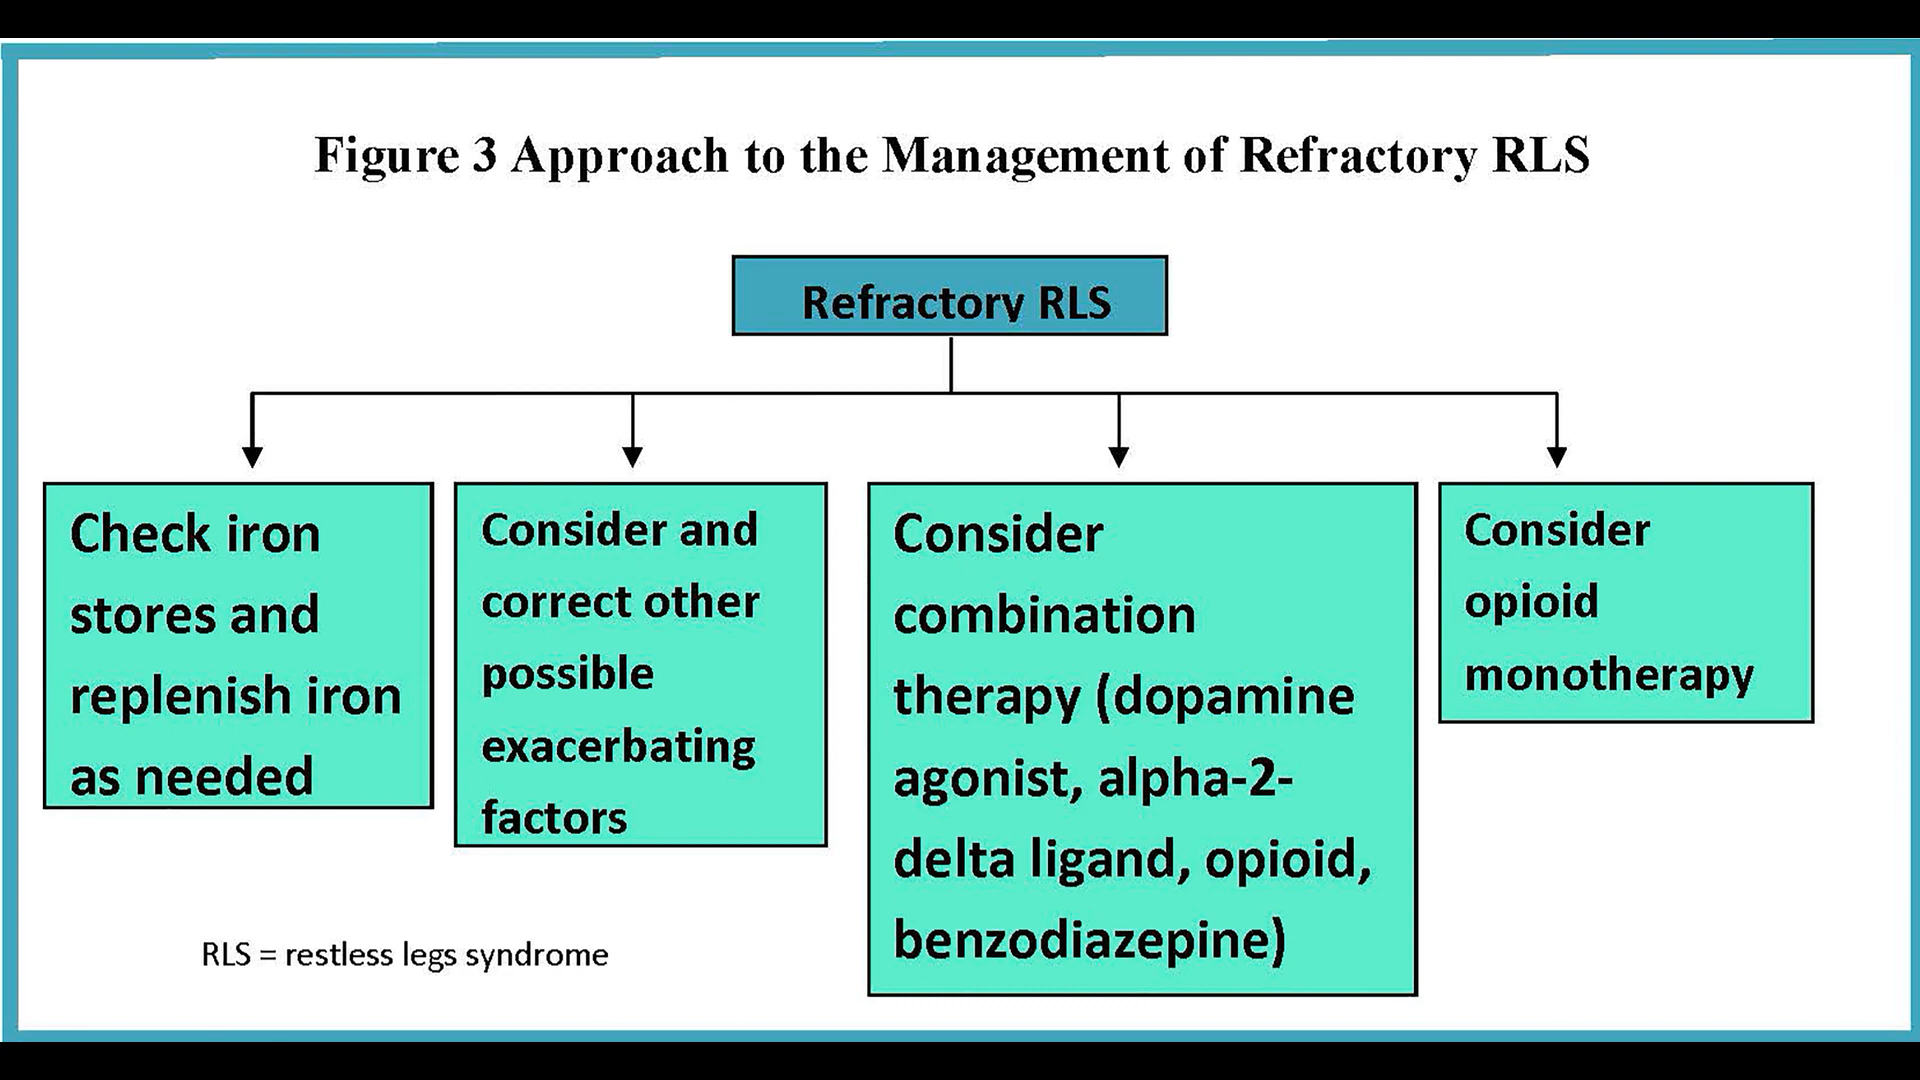 Figure 3 Approach to the Management of Refractory RLS
Refractory RLS
Check iron
stores and
replenish iron
as needed
Consider and
correct other
possible
exacerbating
factors
Consider
combination
therapy (dopamine
agonist, alpha-2-
delta ligand, opioid,
benzodiazepine)
Consider
opioid
monotherapy
RLS = restless legs syndrome